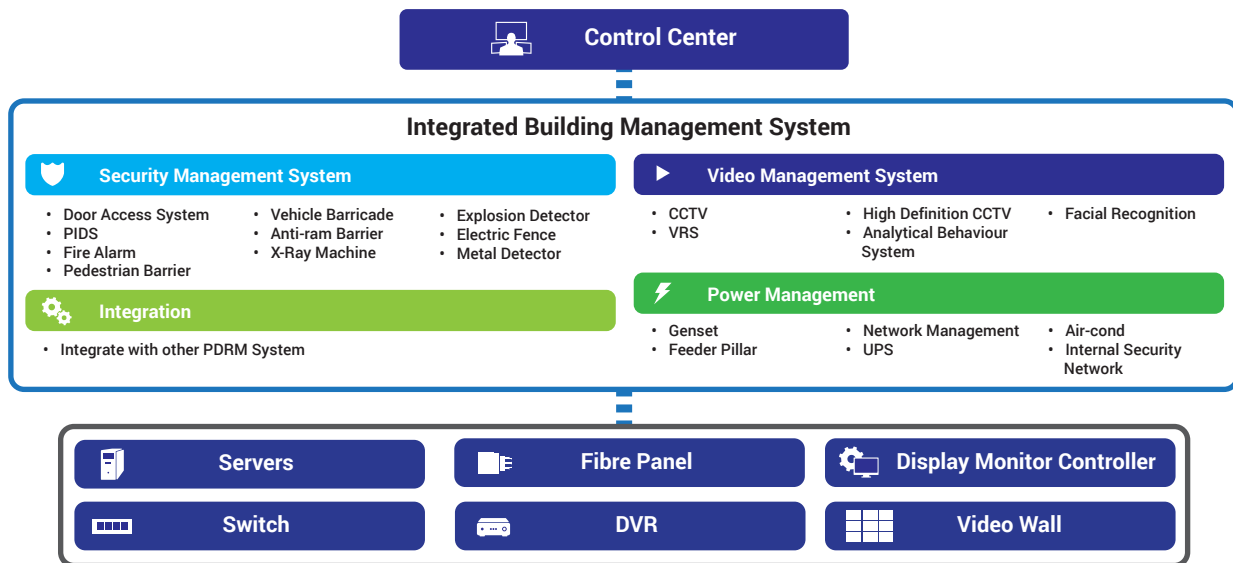 Control Center
Integrated Building Management System
Security Management System
• Door Access System
• PIDS
• Fire Alarm
• Pedestrian Barrier
• Vehicle Barricade
• Anti-ram Barrier
• X-Ray Machine
• Explosion Detector
• Electric Fence
• Metal Detector
Video Management System
• CCTV
• VRS
• High Definition CCTV
• Analytical Behaviour
System
• Facial Recognition
Integration
• Integrate with other PDRM System
Power Management
• Genset
• Feeder Pillar
• Network Management
• UPS
• Air-cond
• Internal Security
Network
Servers
Fibre Panel
Display Monitor Controller
Switch
DVR
Video Wall